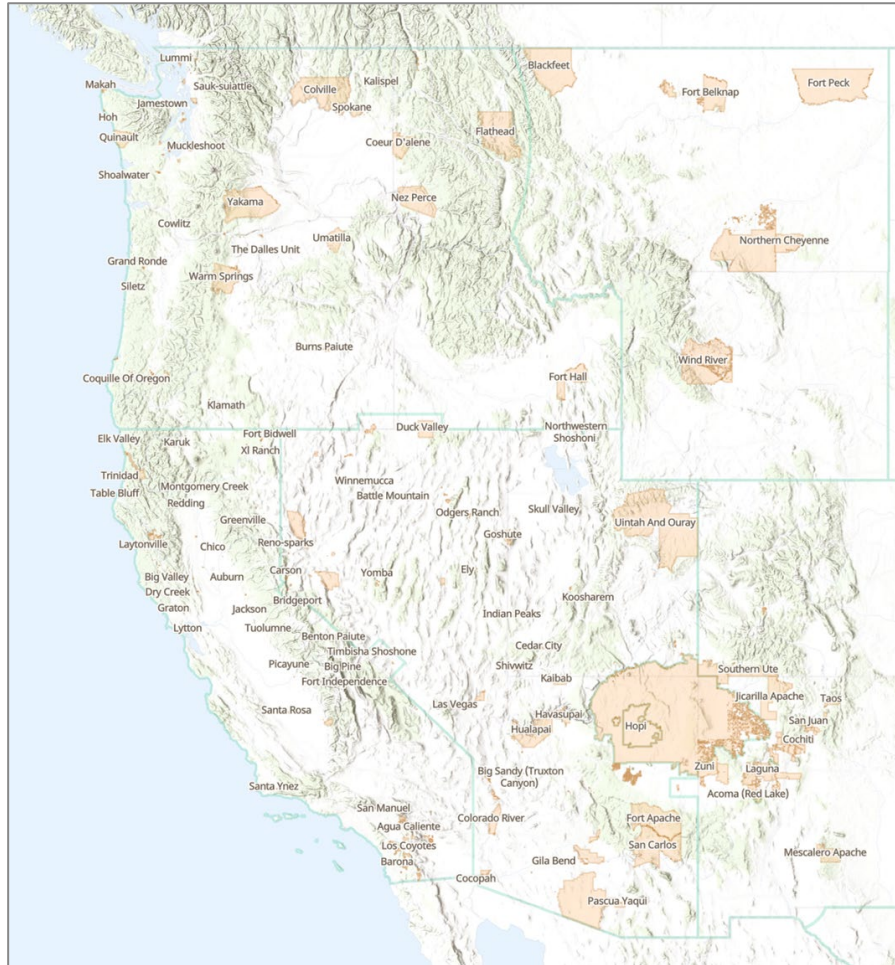 Lummi
Makah
Sauk-suiattle
Colville
Kalispel
Blackfeet
Fort Peck
Fort Belknap
Jamestown
Spokane
Hoh
Quinault
Muckleshoot
Coeur D'alene
Flathead
Shoalwater
Yakama
Nez Perce
Cowlitz
Umatilla
Northern Cheyenne
The Dalles Unit
Grand Ronde
Warm Springs
Siletz
Burns Paiute
Wind River
Coquille Of Oregon
Fort Hall
Klamath
Duck Valley
Northwestern
Shoshoni
Elk Valley
Karuk
Fort Bidwell
Xl Ranch
Trinidad
Table Bluff
Montgomery Creek
Redding
Winnemucca
Battle Mountain
Odgers Ranch
Skull Valley
Greenville
Uintah And Ouray
Laytonville
Chico
Reno-sparks
Goshute
Big Valley
Auburn
Carson
Yomba
Ely
Dry Creek
Koosharem
Graton
Jackson
Bridgeport
Indian Peaks
Lytton
Tuolumne
Benton Paiute
Timbisha Shoshone
Cedar City
Picayune
Big Pine
Shivwitz
Southern Ute
Fort Independence
Kaibab
Jicarilla Apache
Taos
Santa Rosa
Las Vegas
Havasupai
Hopi
San Juan
Hualapai
Cochiti
Zuni
Laguna
Big Sandy (Truxton
Canyon)
Santa Ynez
Acoma (Red Lake)
San Manuel
Colorado River
Fort Apache
Agua Caliente
Los Coyotes
San Carlos
Mescalero Apache
Barona
Gila Bend
Cocopah
Pascua Yaqui